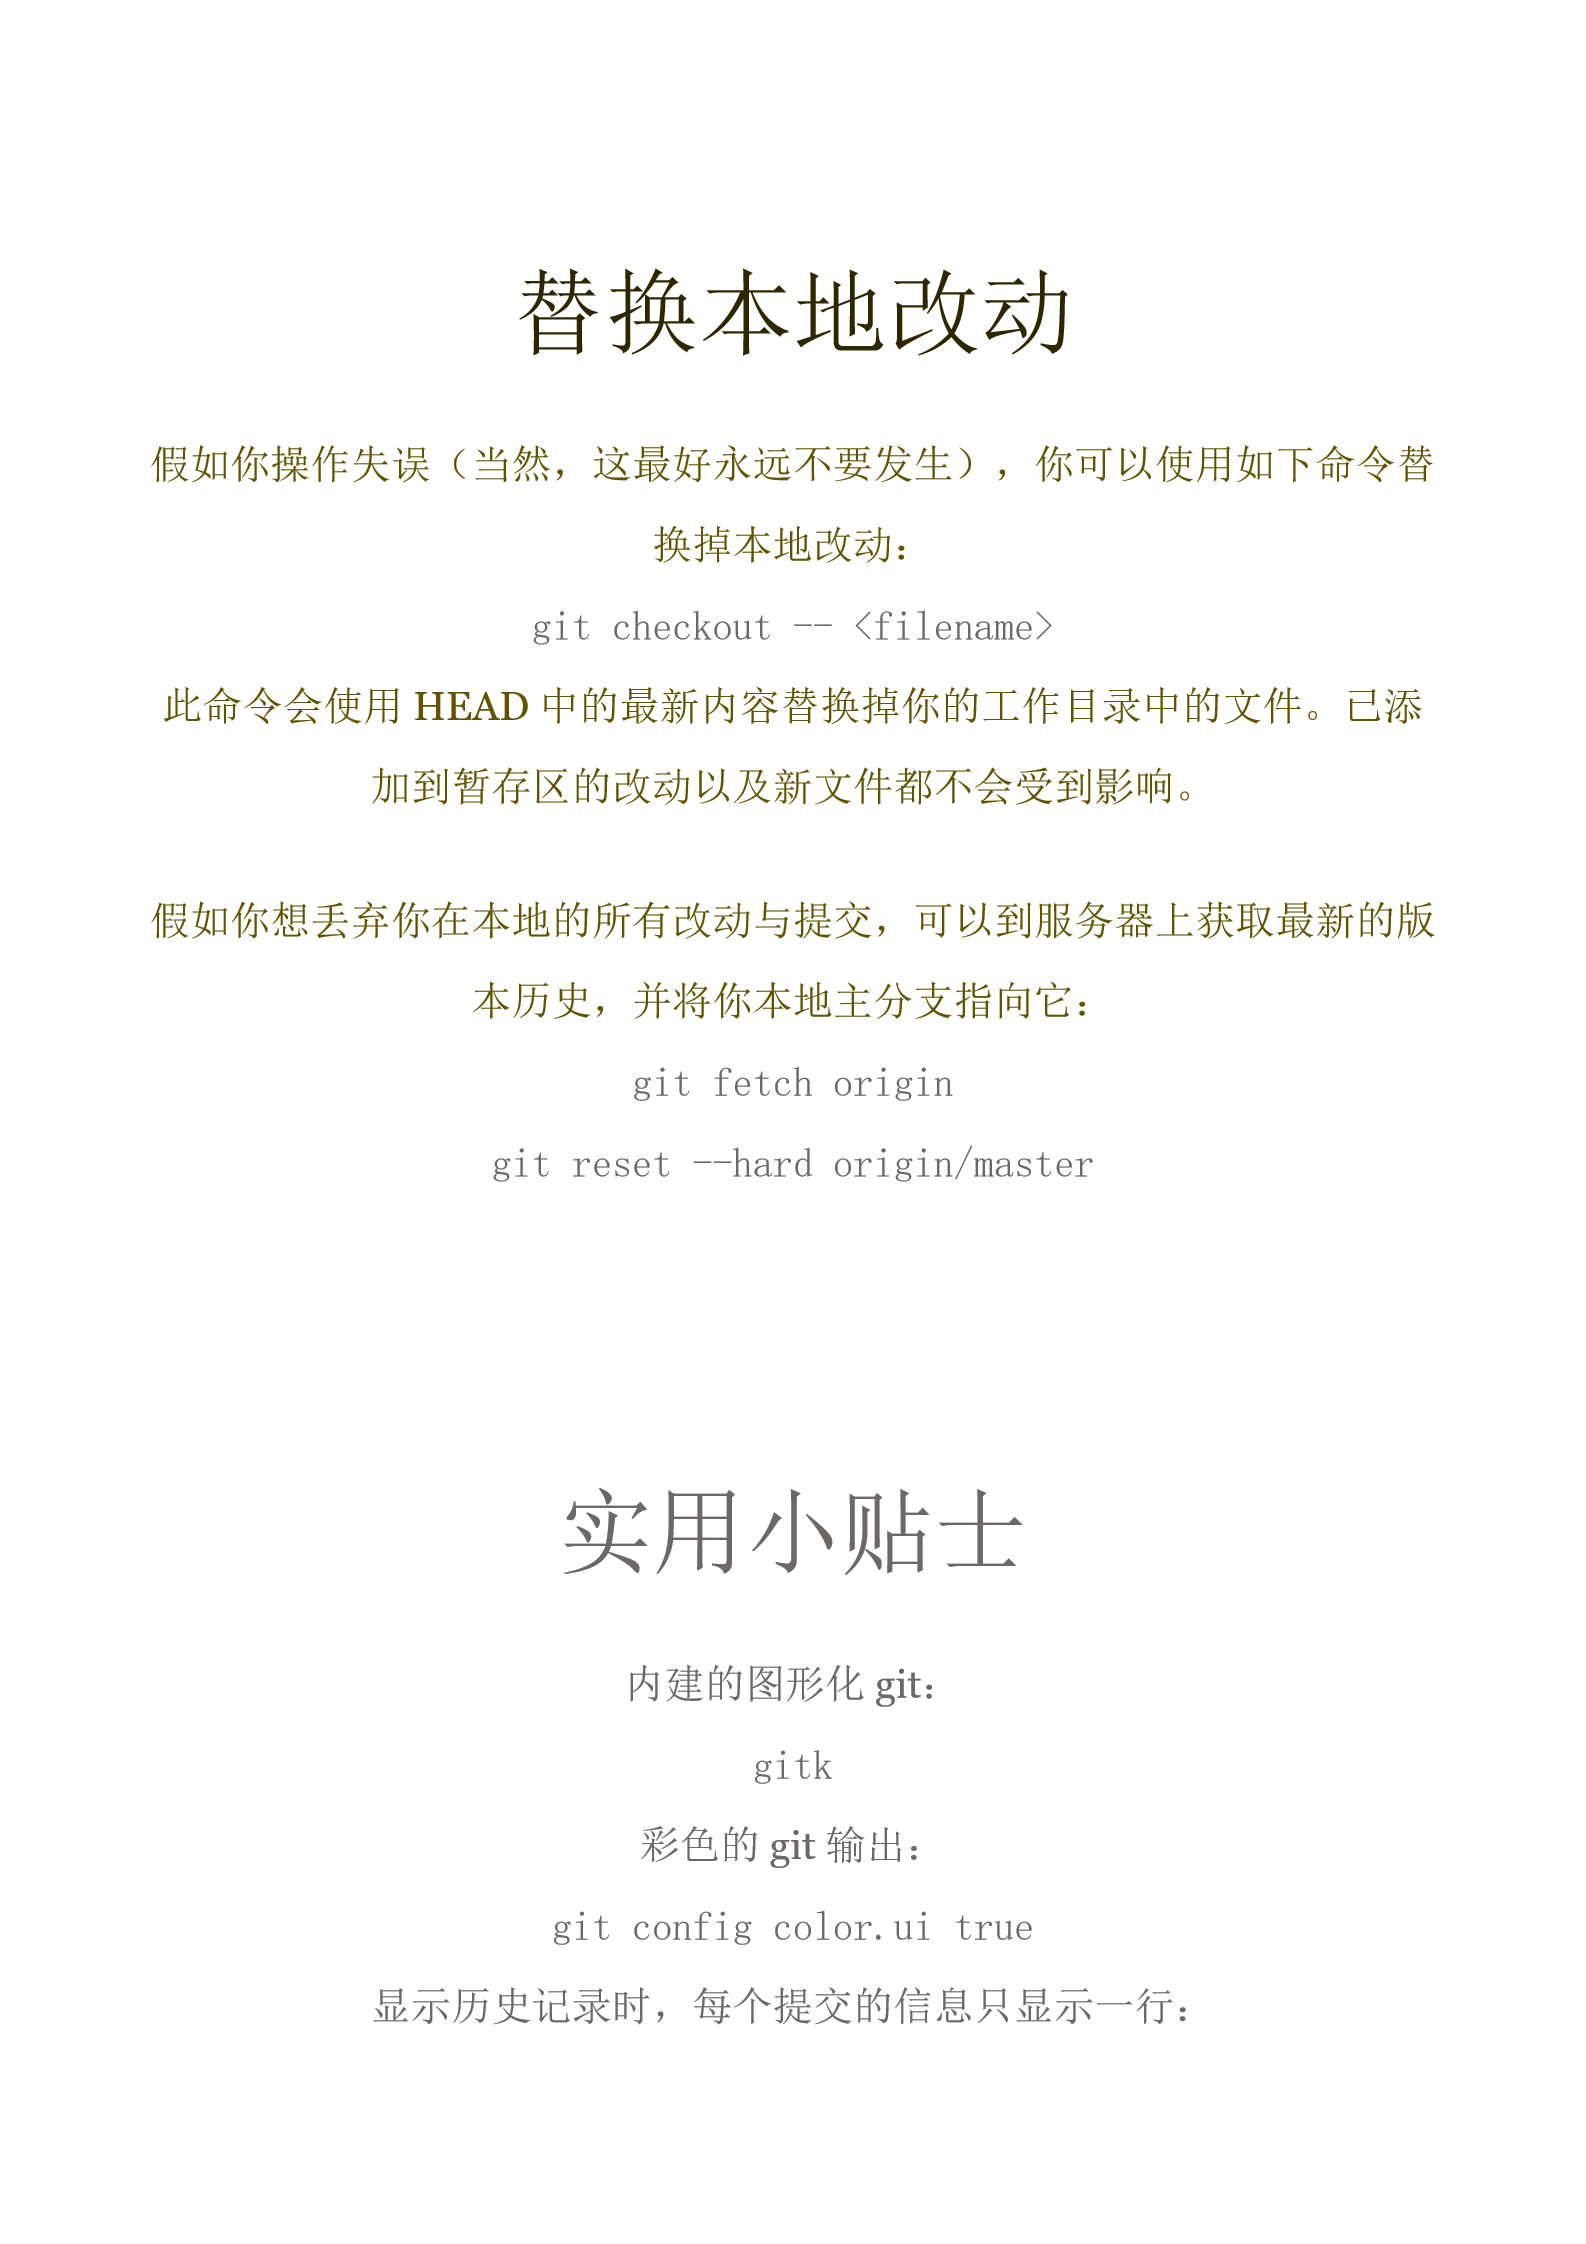 替换本地改动
假如你操作失误（当然，这最好永远不要发生），你可以使用如下命令替
换掉本地改动：
git checkout -- <filename>
此命令会使用 HEAD 中的最新内容替换掉你的工作目录中的文件。已添
加到暂存区的改动以及新文件都不会受到影响。
假如你想丢弃你在本地的所有改动与提交，可以到服务器上获取最新的版
本历史，并将你本地主分支指向它：
git fetch origin
git reset --hard origin/master
实用小贴士
内建的图形化 git：
gitk
彩色的 git 输出：
git config color.ui true
显示历史记录时，每个提交的信息只显示一行：